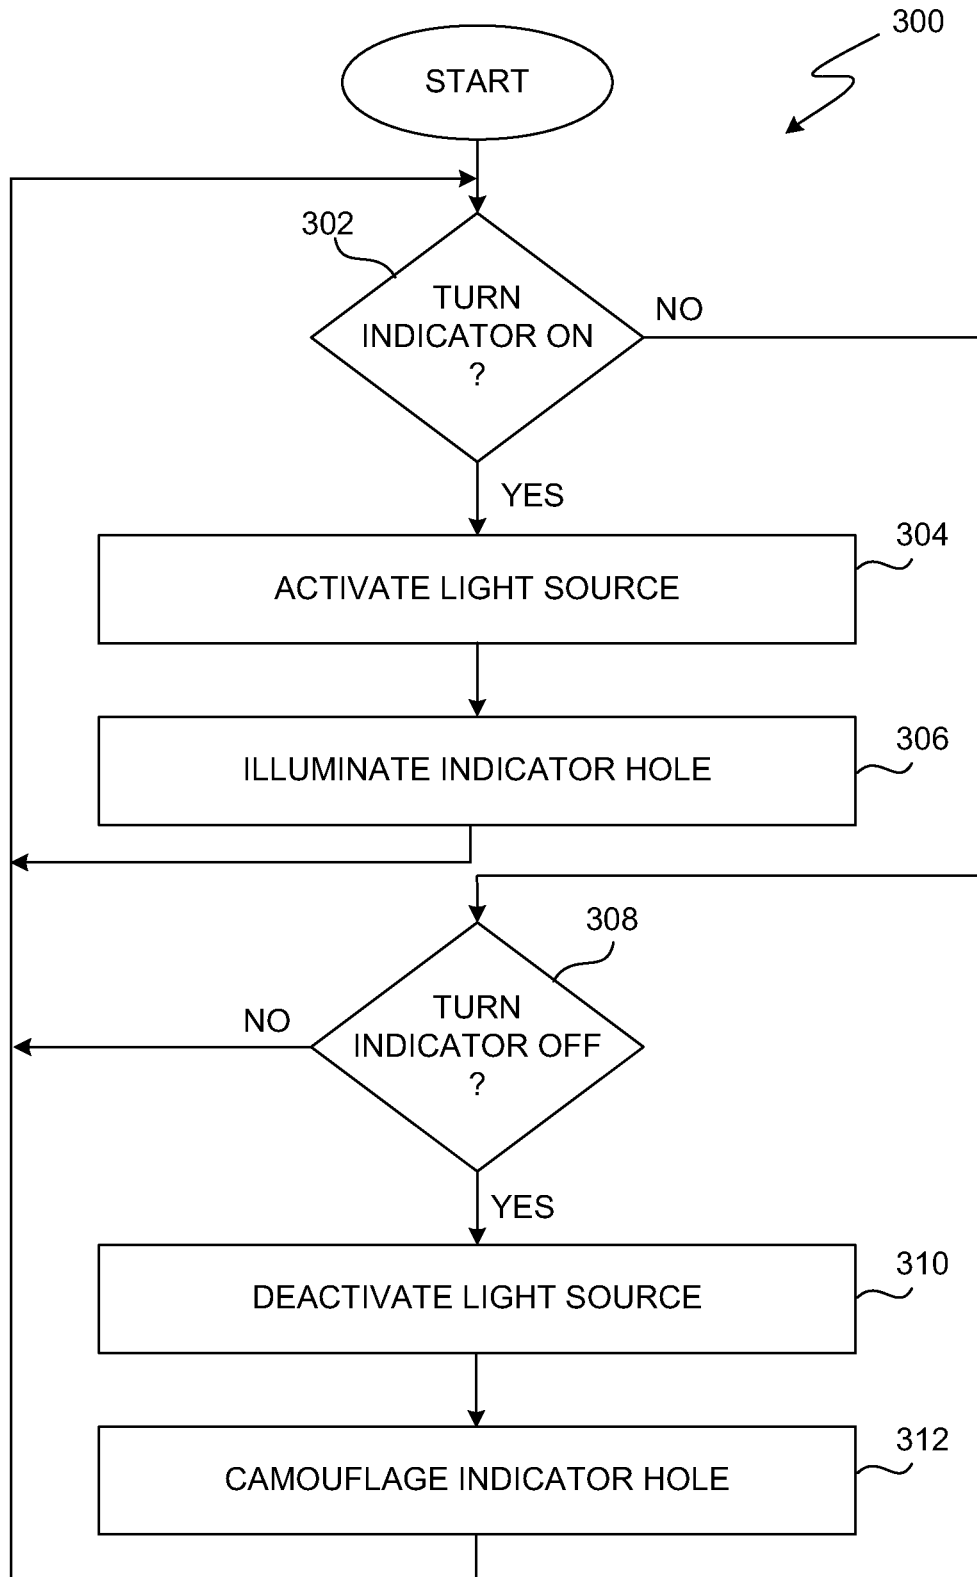 300
START
302
TURN
INDICATOR ON
?
NO
YES
304
ACTIVATE LIGHT SOURCE
306
ILLUMINATE INDICATOR HOLE
308
TURN
INDICATOR OFF
?
NO
YES
310
DEACTIVATE LIGHT SOURCE
312
CAMOUFLAGE INDICATOR HOLE